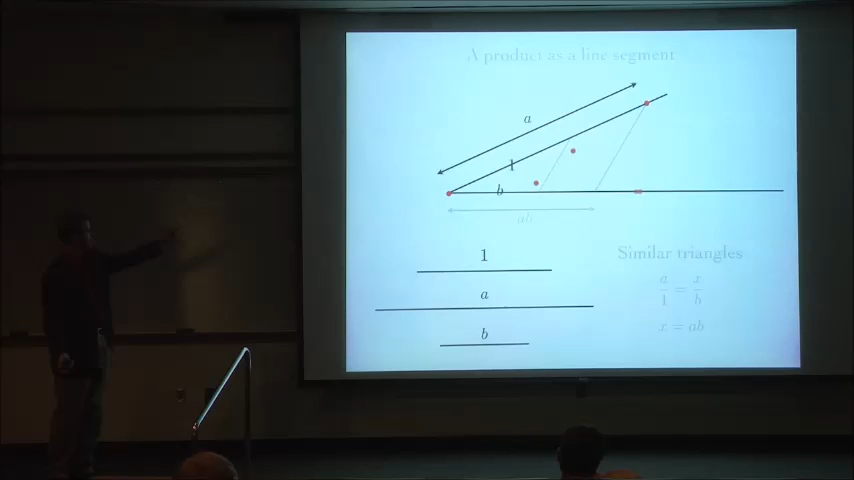 A product as a line segment
a
1
b
ab
1
a
b
Similar triangles
a/1 = x/b
x = ab